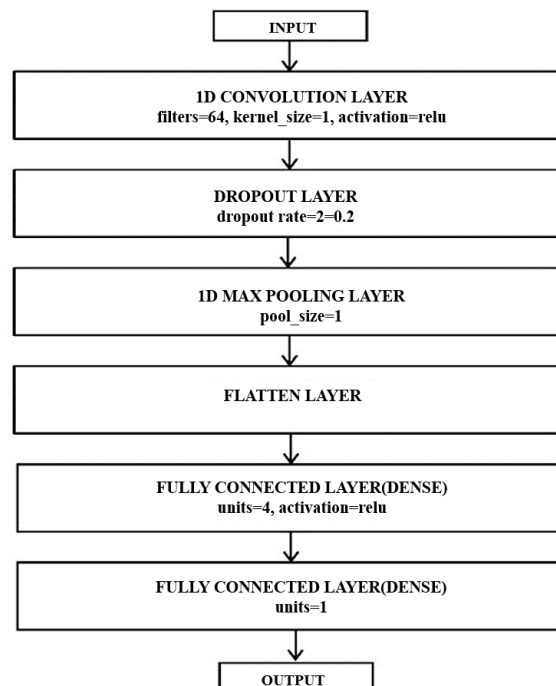 INPUT
1D CONVOLUTION LAYER
filters=64, kernel_size=1, activation=relu
DROPOUT LAYER
dropout rate=2=0.2
1D MAX POOLING LAYER
pool_size=1
FLATTEN LAYER
FULLY CONNECTED LAYER(DENSE)
units=4, activation=relu
FULLY CONNECTED LAYER(DENSE)
units=1
OUTPUT